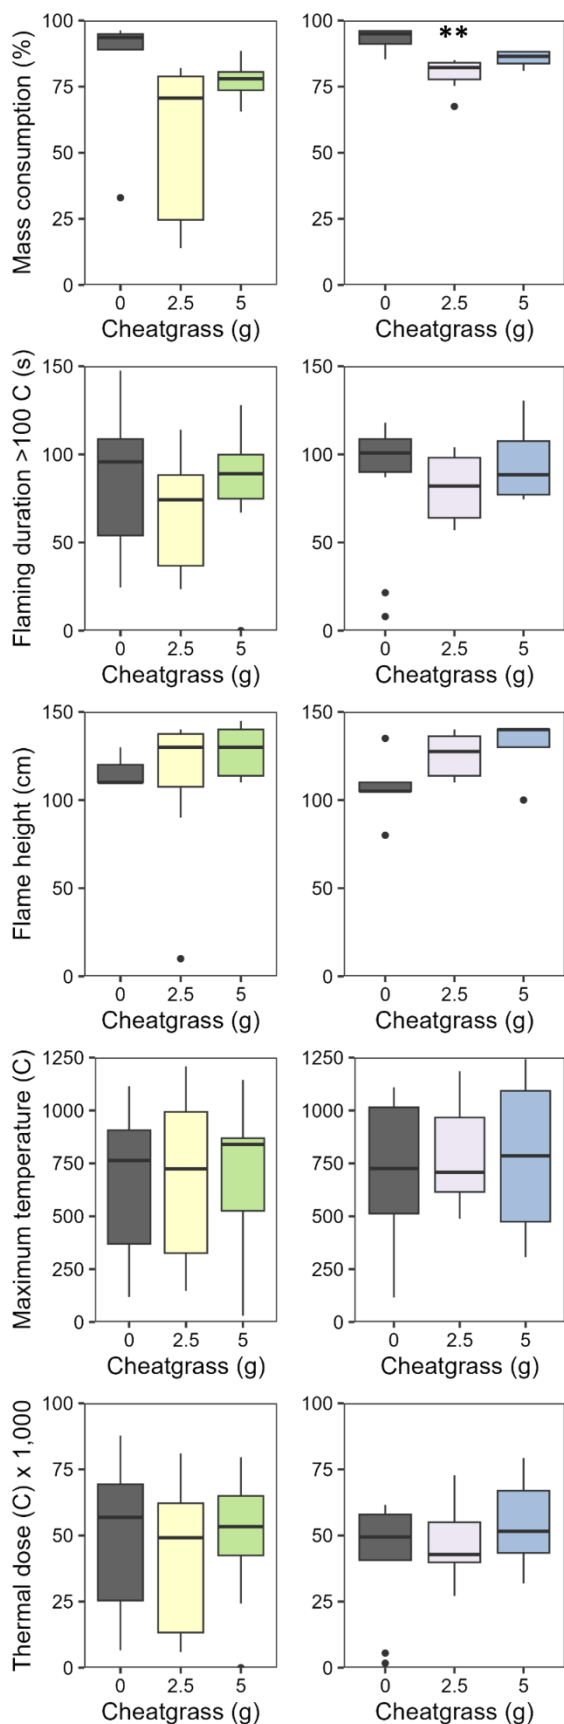 Mass consumption (%)
100
75
50
25
0
0 2.5 5
Cheatgrass (g)
**
100
75
50
25
0
0 2.5 5
Cheatgrass (g)
Flaming duration >100 C (s)
150
100
50
0
0 2.5 5
Cheatgrass (g)
150
100
50
0
0 2.5 5
Cheatgrass (g)
Flame height (cm)
150
100
50
0
0 2.5 5
Cheatgrass (g)
150
100
50
0
0 2.5 5
Cheatgrass (g)
Maximum temperature (C)
1250
1000
750
500
250
0
0 2.5 5
Cheatgrass (g)
1250
1000
750
500
250
0
0 2.5 5
Cheatgrass (g)
Thermal dose (C) x 1,000
100
75
50
25
0
0 2.5 5
Cheatgrass (g)
100
75
50
25
0
0 2.5 5
Cheatgrass (g)